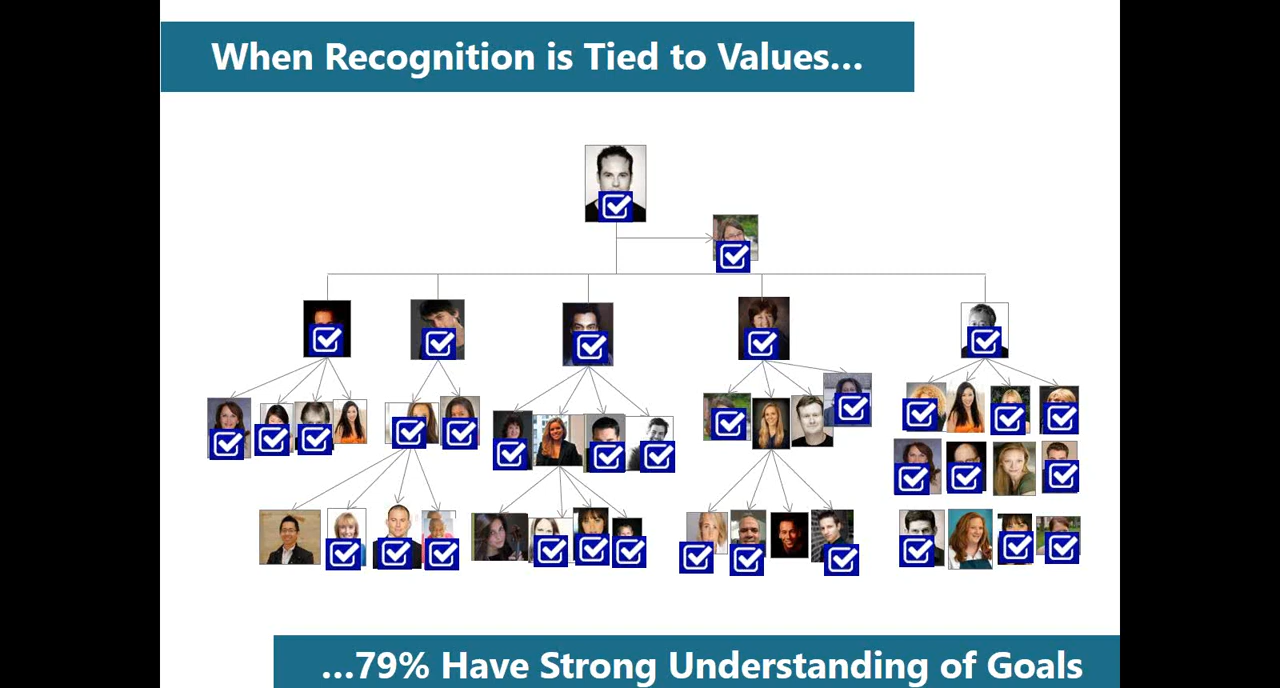 When Recognition is Tied to Values...
...79% Have Strong Understanding of Goals